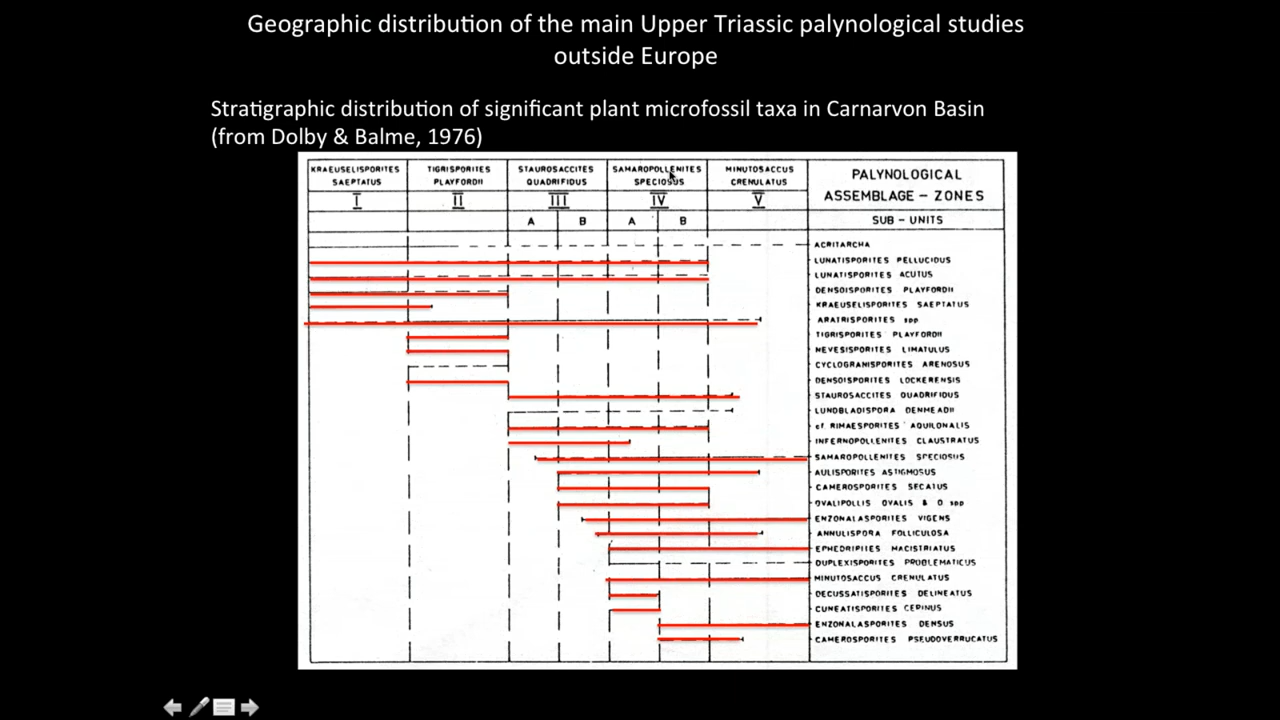 Geographic distribution of the main Upper Triassic palynological studies
outside Europe
Stratigraphic distribution of significant plant microfossil taxa in Carnarvon Basin
(from Dolby & Balme, 1976)
KRAEUSELISPORITES
SAEPTATUS
I
TIGRISPORITES
PLAYFORDII
II
STAUROSACCITES
QUADRIFIDUS
III
SAMAROPOLLENITES
SPECIOSUS
IV
MINUTOSACCUS
CRENULATUS
V
PALYNOLOGICAL
ASSEMBLAGE – ZONES
A B A B SUB – UNITS
ACRITARCHA
LUNATISPORITES PELLUCIDUS
LUNATISPORITES ACUTUS
DENSOISPORITES PLAYFORDII
KRAEUSELISPORITES SAEPTATUS
ARATRISPORITES spp
TIGRISPORITES PLAYFORDII
NEVESISPORITES LIMATULUS
CYCLOGRANISPORITES ARENOSUS
DENSOISPORITES LOCKERENSIS
STAUROSACCITES QUADRIFIDUS
LUNDBLADISPORA DENMEADII
cf. RIMAESPORITES AQUILONALIS
INFERNOPOLLENITES CLAUSTRATUS
SAMAROPOLLENITES SPECIOSUS
AULISPORITES ASTIGMOSUS
CAMEROSPORITES SECATUS
OVALIPOLLIS OVALIS & O spp
ENZONALASPORITES VIGENS
ANNULISPORA FOLLICULOSA
EPHEDRIPITES MACISTRIATUS
DUPLEXISPORITES PROBLEMATICUS
MINUTOSACCUS CRENULATUS
DECUSSATISPORITES DELINEATUS
CUNEATISPORITES CERINUS
ENZONALASPORITES DENSUS
CAMEROSPORITES PSEUDOVERRUCATUS